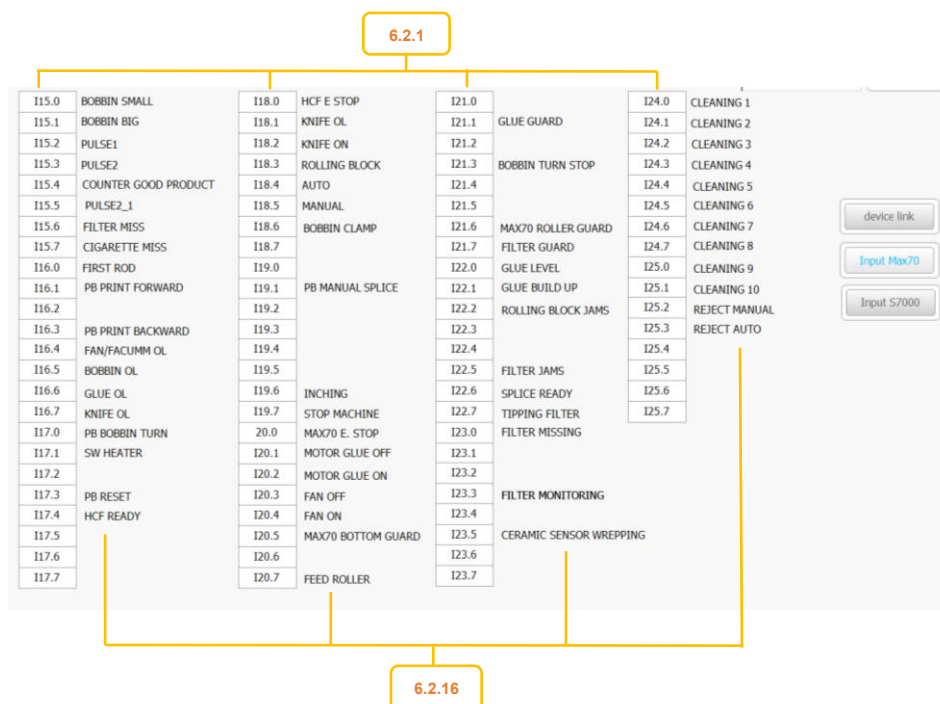 6.2.1
I15.0 BOBBIN SMALL
I15.1 BOBBIN BIG
I15.2 PULSE1
I15.3 PULSE2
I15.4 COUNTER GOOD PRODUCT
I15.5 PULSE2_1
I15.6 FILTER MISS
I15.7 CIGARETTE MISS
I16.0 FIRST ROD
I16.1 PB PRINT FORWARD
I16.2
I16.3 PB PRINT BACKWARD
I16.4 FAN/FACUMM OL
I16.5 BOBBIN OL
I16.6 GLUE OL
I16.7 KNIFE OL
I17.0 PB BOBBIN TURN
I17.1 SW HEATER
I17.2
I17.3 PB RESET
I17.4 HCF READY
I17.5
I17.6
I17.7
I18.0 HCF E STOP
I18.1 KNIFE OL
I18.2 KNIFE ON
I18.3 ROLLING BLOCK
I18.4 AUTO
I18.5 MANUAL
I18.6 BOBBIN CLAMP
I18.7
I19.0
I19.1 PB MANUAL SPLICE
I19.2
I19.3
I19.4
I19.5
I19.6 INCHING
I19.7 STOP MACHINE
20.0 MAX70 E. STOP
I20.1 MOTOR GLUE OFF
I20.2 MOTOR GLUE ON
I20.3 FAN OFF
I20.4 FAN ON
I20.5 MAX70 BOTTOM GUARD
I20.6
I20.7 FEED ROLLER
I21.0
I21.1 GLUE GUARD
I21.2
I21.3 BOBBIN TURN STOP
I21.4
I21.5
I21.6 MAX70 ROLLER GUARD
I21.7 FILTER GUARD
I22.0 GLUE LEVEL
I22.1 GLUE BUILD UP
I22.2 ROLLING BLOCK JAMS
I22.3
I22.4
I22.5 FILTER JAMS
I22.6 SPLICE READY
I22.7 TIPPING FILTER
I23.0 FILTER MISSING
I23.1
I23.2
I23.3 FILTER MONITORING
I23.4
I23.5 CERAMIC SENSOR WREPPING
I23.6
I23.7
I24.0 CLEANING 1
I24.1 CLEANING 2
I24.2 CLEANING 3
I24.3 CLEANING 4
I24.4 CLEANING 5
I24.5 CLEANING 6
I24.6 CLEANING 7
I24.7 CLEANING 8
I25.0 CLEANING 9
I25.1 CLEANING 10
I25.2 REJECT MANUAL
I25.3 REJECT AUTO
I25.4
I25.5
I25.6
I25.7
device link
Input Max70
Input S7000
6.2.16